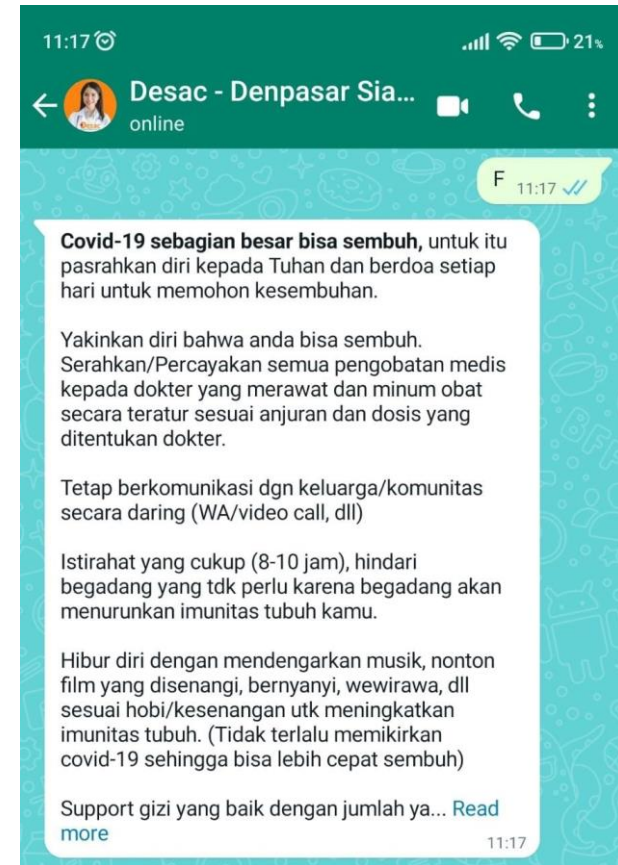 11:17
21%
Desac - Denpasar Sia...
online
F 11:17
Covid-19 sebagian besar bisa sembuh, untuk itu
pasrahkan diri kepada Tuhan dan berdoa setiap
hari untuk memohon kesembuhan.
Yakinkan diri bahwa anda bisa sembuh.
Serahkan/Percayakan semua pengobatan medis
kepada dokter yang merawat dan minum obat
secara teratur sesuai anjuran dan dosis yang
ditentukan dokter.
Tetap berkomunikasi dgn keluarga/komunitas
secara daring (WA/video call, dll)
Istirahat yang cukup (8-10 jam), hindari
begadang yang tdk perlu karena begadang akan
menurunkan imunitas tubuh kamu.
Hibur diri dengan mendengarkan musik, nonton
film yang disenangi, bernyanyi, wewirawa, dll
sesuai hobi/kesenangan utk meningkatkan
imunitas tubuh. (Tidak terlalu memikirkan
covid-19 sehingga bisa lebih cepat sembuh)
Support gizi yang baik dengan jumlah ya... Read
more
11:17